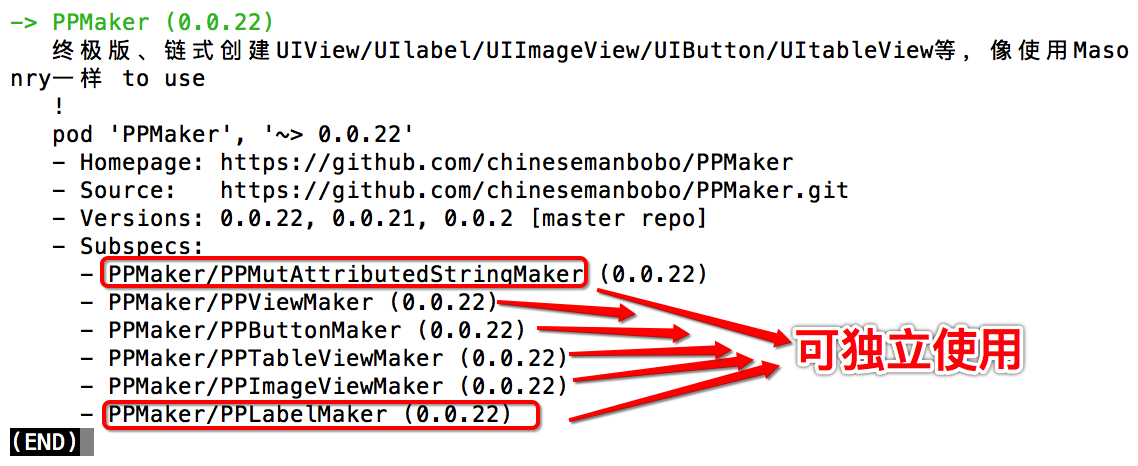 -> PPMaker (0.0.22)
终极版、链式创建UIView/UIlabel/UIImageView/UIButton/UItableView等，像使用Maso
nry一样 to use
!
pod 'PPMaker', '~> 0.0.22'
- Homepage: https://github.com/chinesemanbobo/PPMaker
- Source:   https://github.com/chinesemanbobo/PPMaker.git
- Versions: 0.0.22, 0.0.21, 0.0.2 [master repo]
- Subspecs:
- PPMaker/PPMutAttributedStringMaker (0.0.22)
- PPMaker/PPViewMaker (0.0.22)
- PPMaker/PPButtonMaker (0.0.22)
- PPMaker/PPTableViewMaker (0.0.22)
- PPMaker/PPImageViewMaker (0.0.22)
- PPMaker/PPLabelMaker (0.0.22)
可独立使用
(END)